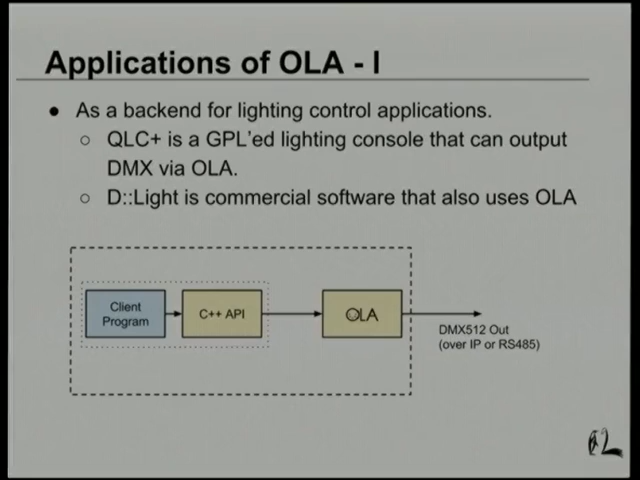 Applications of OLA - I
● As a backend for lighting control applications.
○ QLC+ is a GPL'ed lighting console that can output
DMX via OLA.
○ D::Light is commercial software that also uses OLA
Client
Program
C++ API
OLA
DMX512 Out
(over IP or RS485)